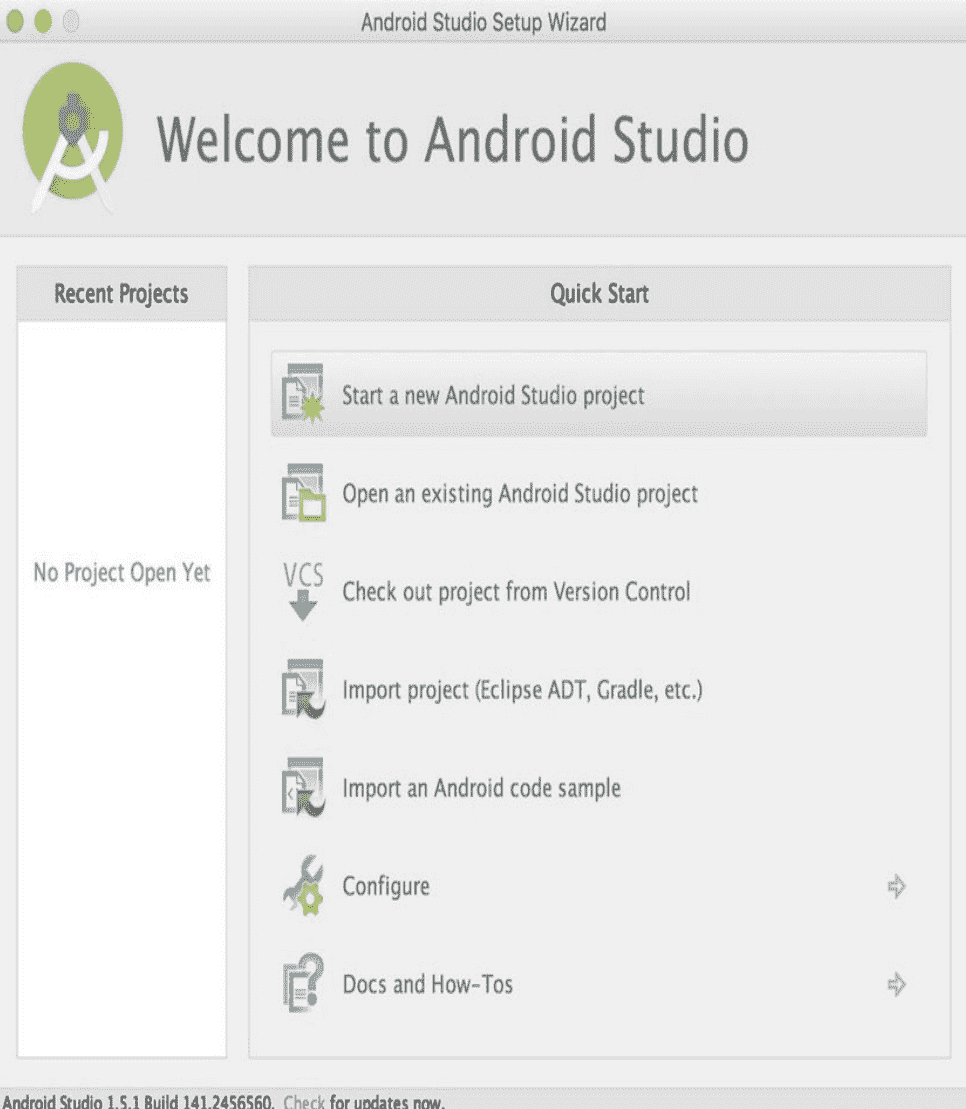 Android Studio Setup Wizard
Welcome to Android Studio
Recent Projects
No Project Open Yet
Quick Start
Start a new Android Studio project
Open an existing Android Studio project
VCS
Check out project from Version Control
Import project (Eclipse ADT, Gradle, etc.)
Import an Android code sample
Configure
Docs and How-Tos
Android Studio 1.5.1 Build 141.2456560. Check for updates now.